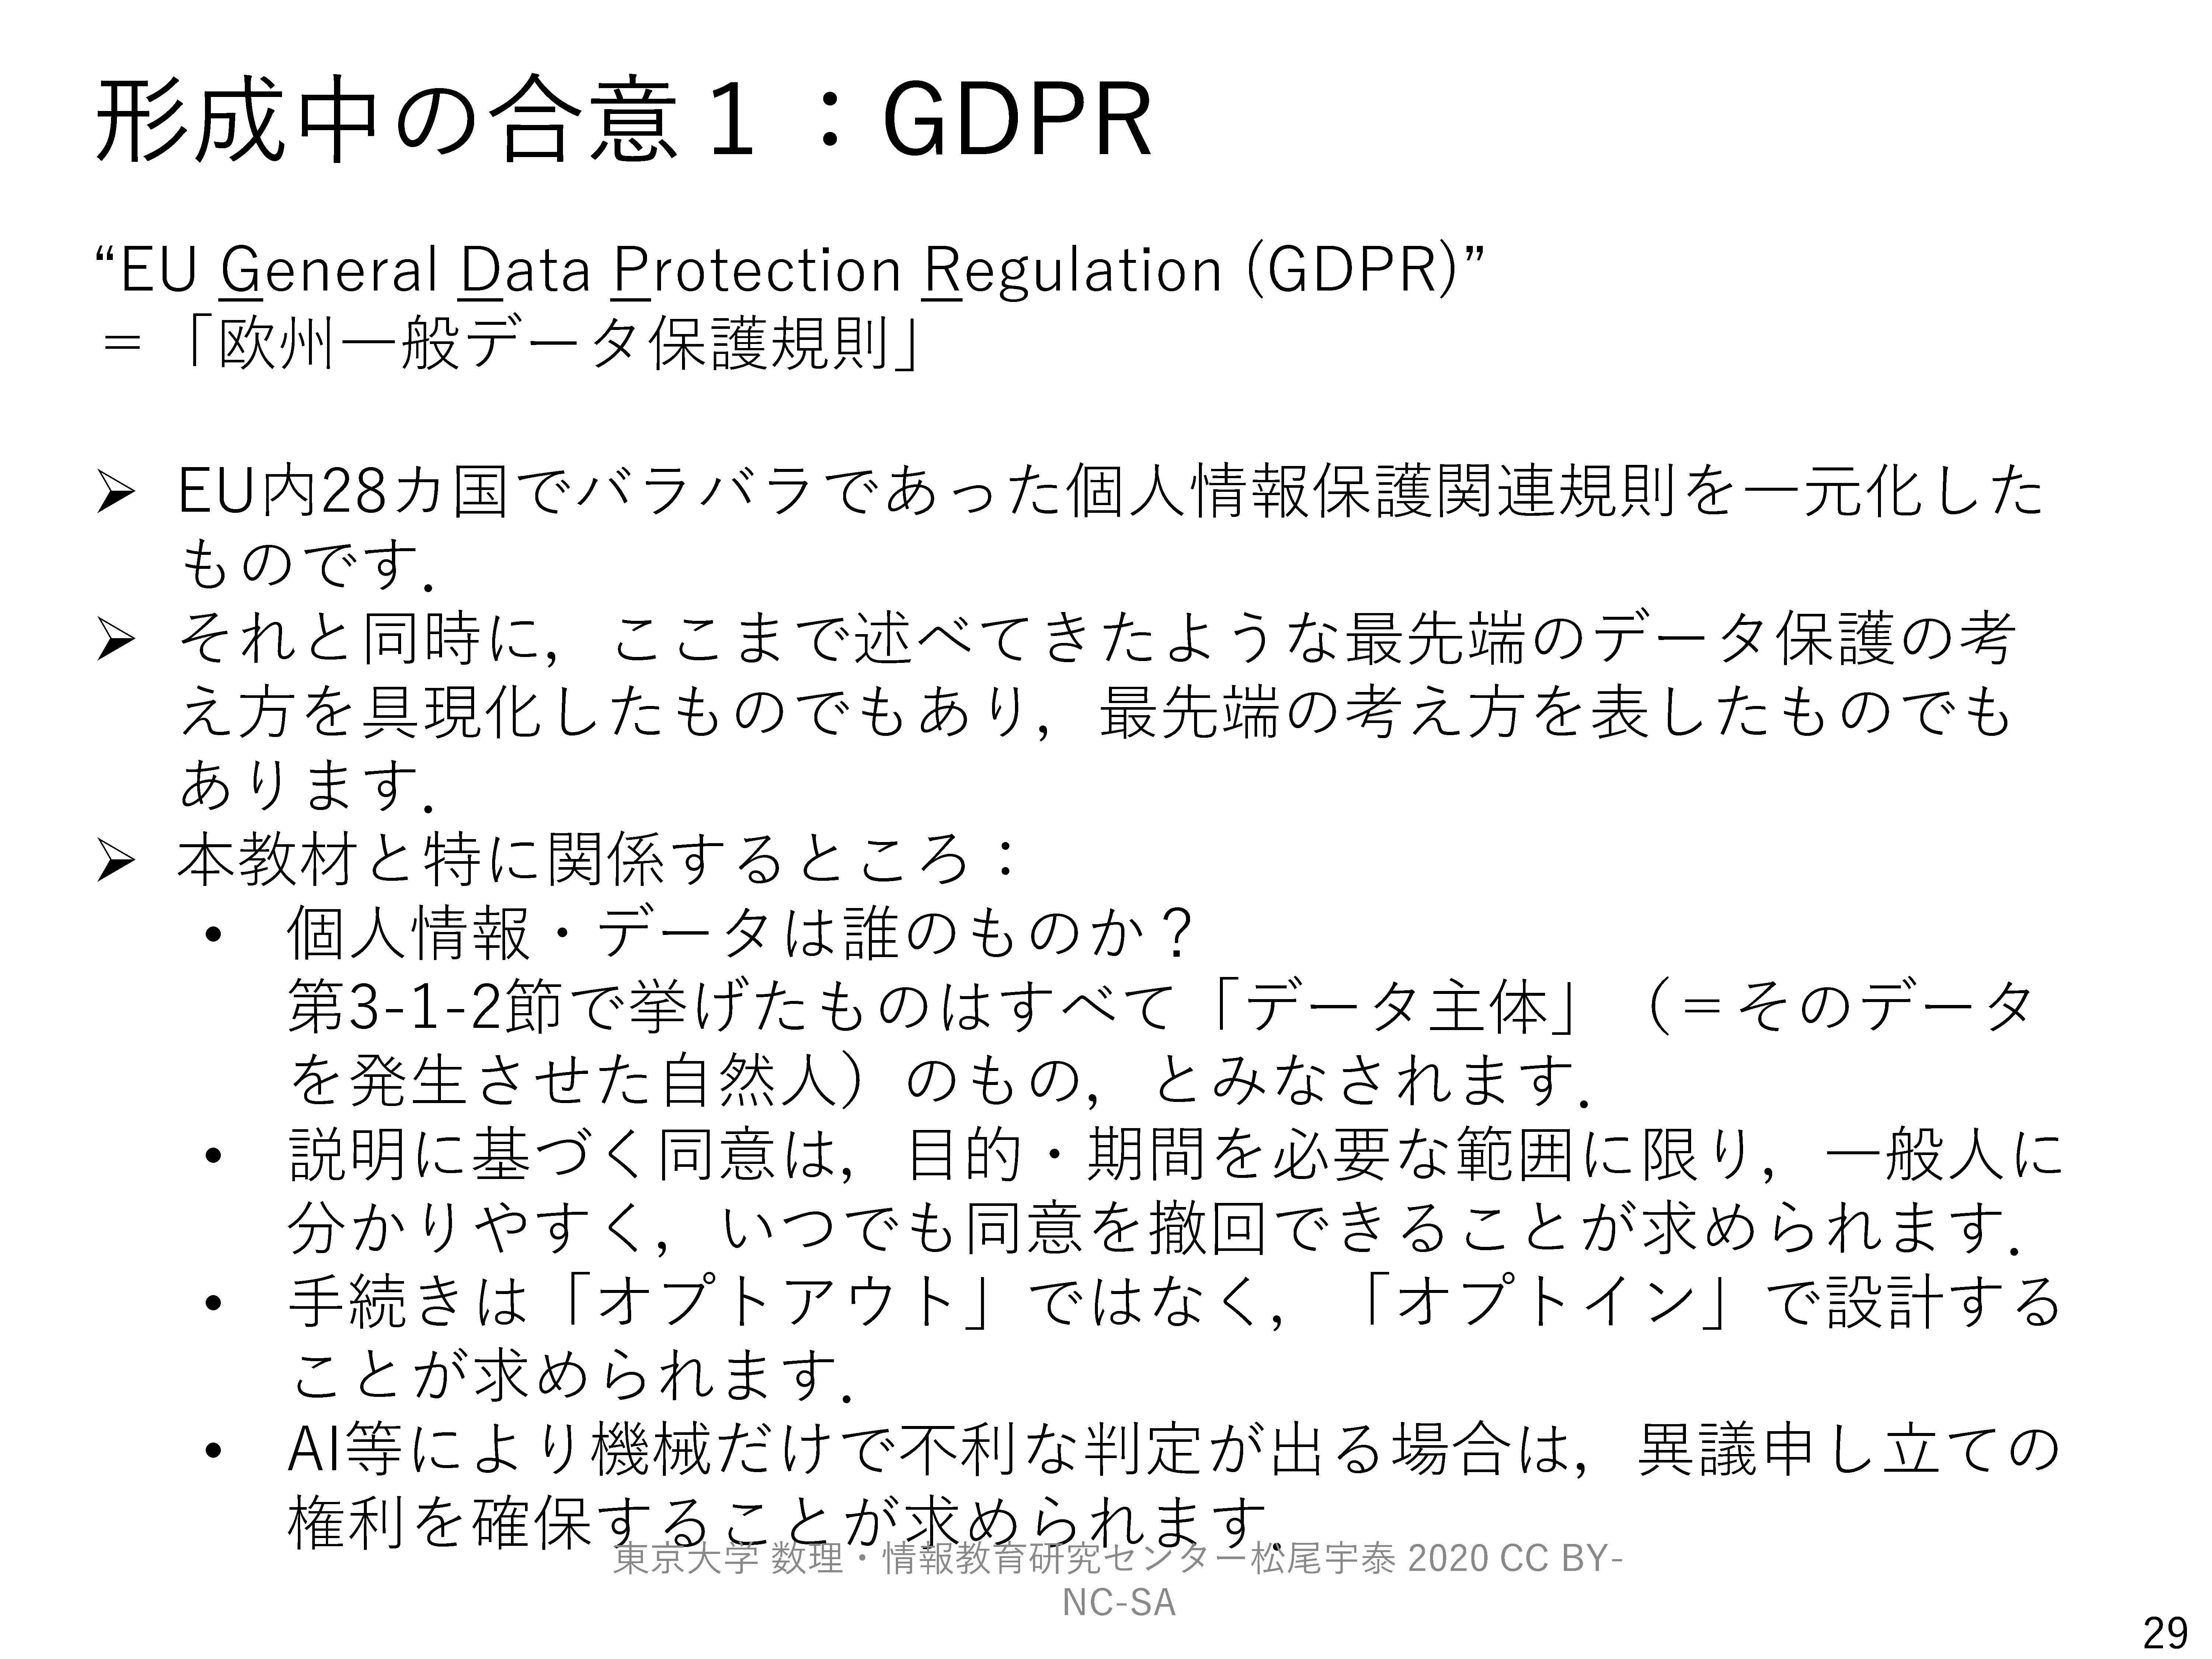 形成中の合意１：GDPR
“EU General Data Protection Regulation (GDPR)”
＝「欧州一般データ保護規則」
➢ EU内28カ国でバラバラであった個人情報保護関連規則を一元化した
ものです．
➢ それと同時に，ここまで述べてきたような最先端のデータ保護の考
え方を具現化したものでもあり，最先端の考え方を表したものでも
あります．
➢ 本教材と特に関係するところ：
• 個人情報・データは誰のものか？
第3-1-2節で挙げたものはすべて「データ主体」（＝そのデータ
を発生させた自然人）のもの，とみなされます．
• 説明に基づく同意は，目的・期間を必要な範囲に限り，一般人に
分かりやすく，いつでも同意を撤回できることが求められます．
• 手続きは「オプトアウト」ではなく，「オプトイン」で設計する
ことが求められます．
• AI等により機械だけで不利な判定が出る場合は，異議申し立ての
権利を確保することが求められます．
東京大学 数理・情報教育研究センター松尾宇泰 2020 CC BY-
NC-SA
29